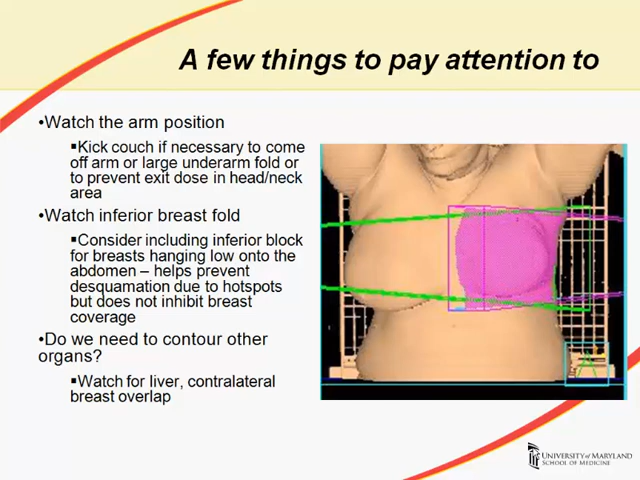 A few things to pay attention to
•Watch the arm position
▪Kick couch if necessary to come
off arm or large underarm fold or
to prevent exit dose in head/neck
area
•Watch inferior breast fold
▪Consider including inferior block
for breasts hanging low onto the
abdomen – helps prevent
desquamation due to hotspots
but does not inhibit breast
coverage
•Do we need to contour other
organs?
▪Watch for liver, contralateral
breast overlap
UNIVERSITY of MARYLAND
SCHOOL OF MEDICINE